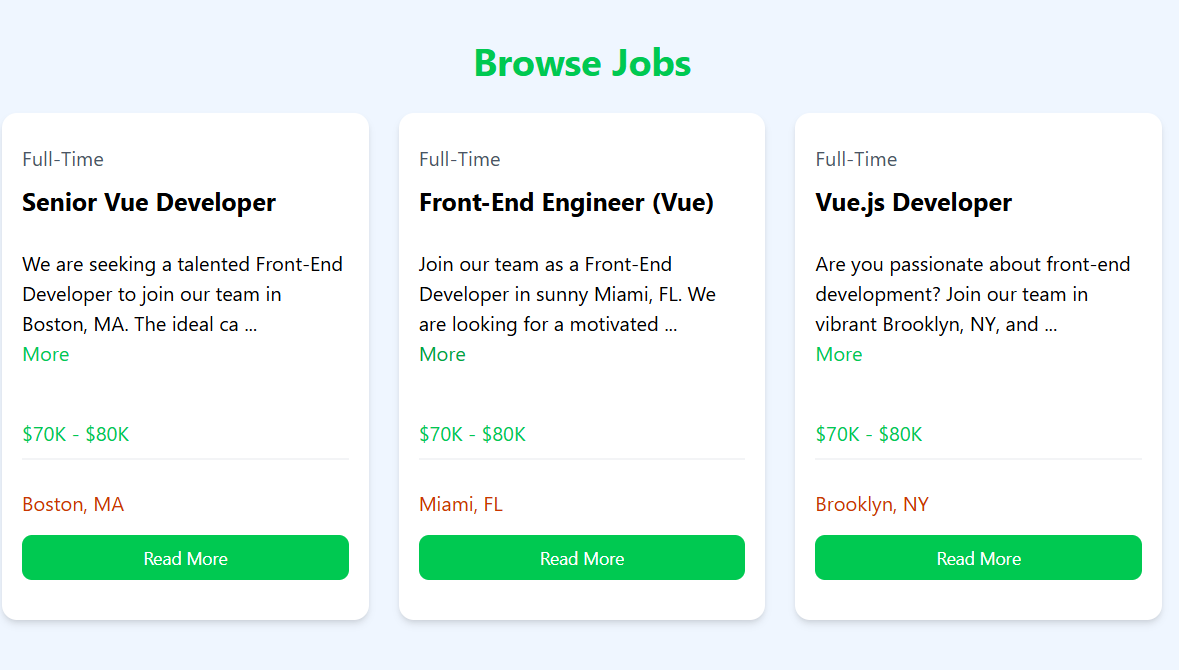 Browse Jobs
Full-Time
Senior Vue Developer
We are seeking a talented Front-End
Developer to join our team in
Boston, MA. The ideal ca ...
More
$70K - $80K
Boston, MA
Read More
Full-Time
Front-End Engineer (Vue)
Join our team as a Front-End
Developer in sunny Miami, FL. We
are looking for a motivated ...
More
$70K - $80K
Miami, FL
Read More
Full-Time
Vue.js Developer
Are you passionate about front-end
development? Join our team in
vibrant Brooklyn, NY, and ...
More
$70K - $80K
Brooklyn, NY
Read More